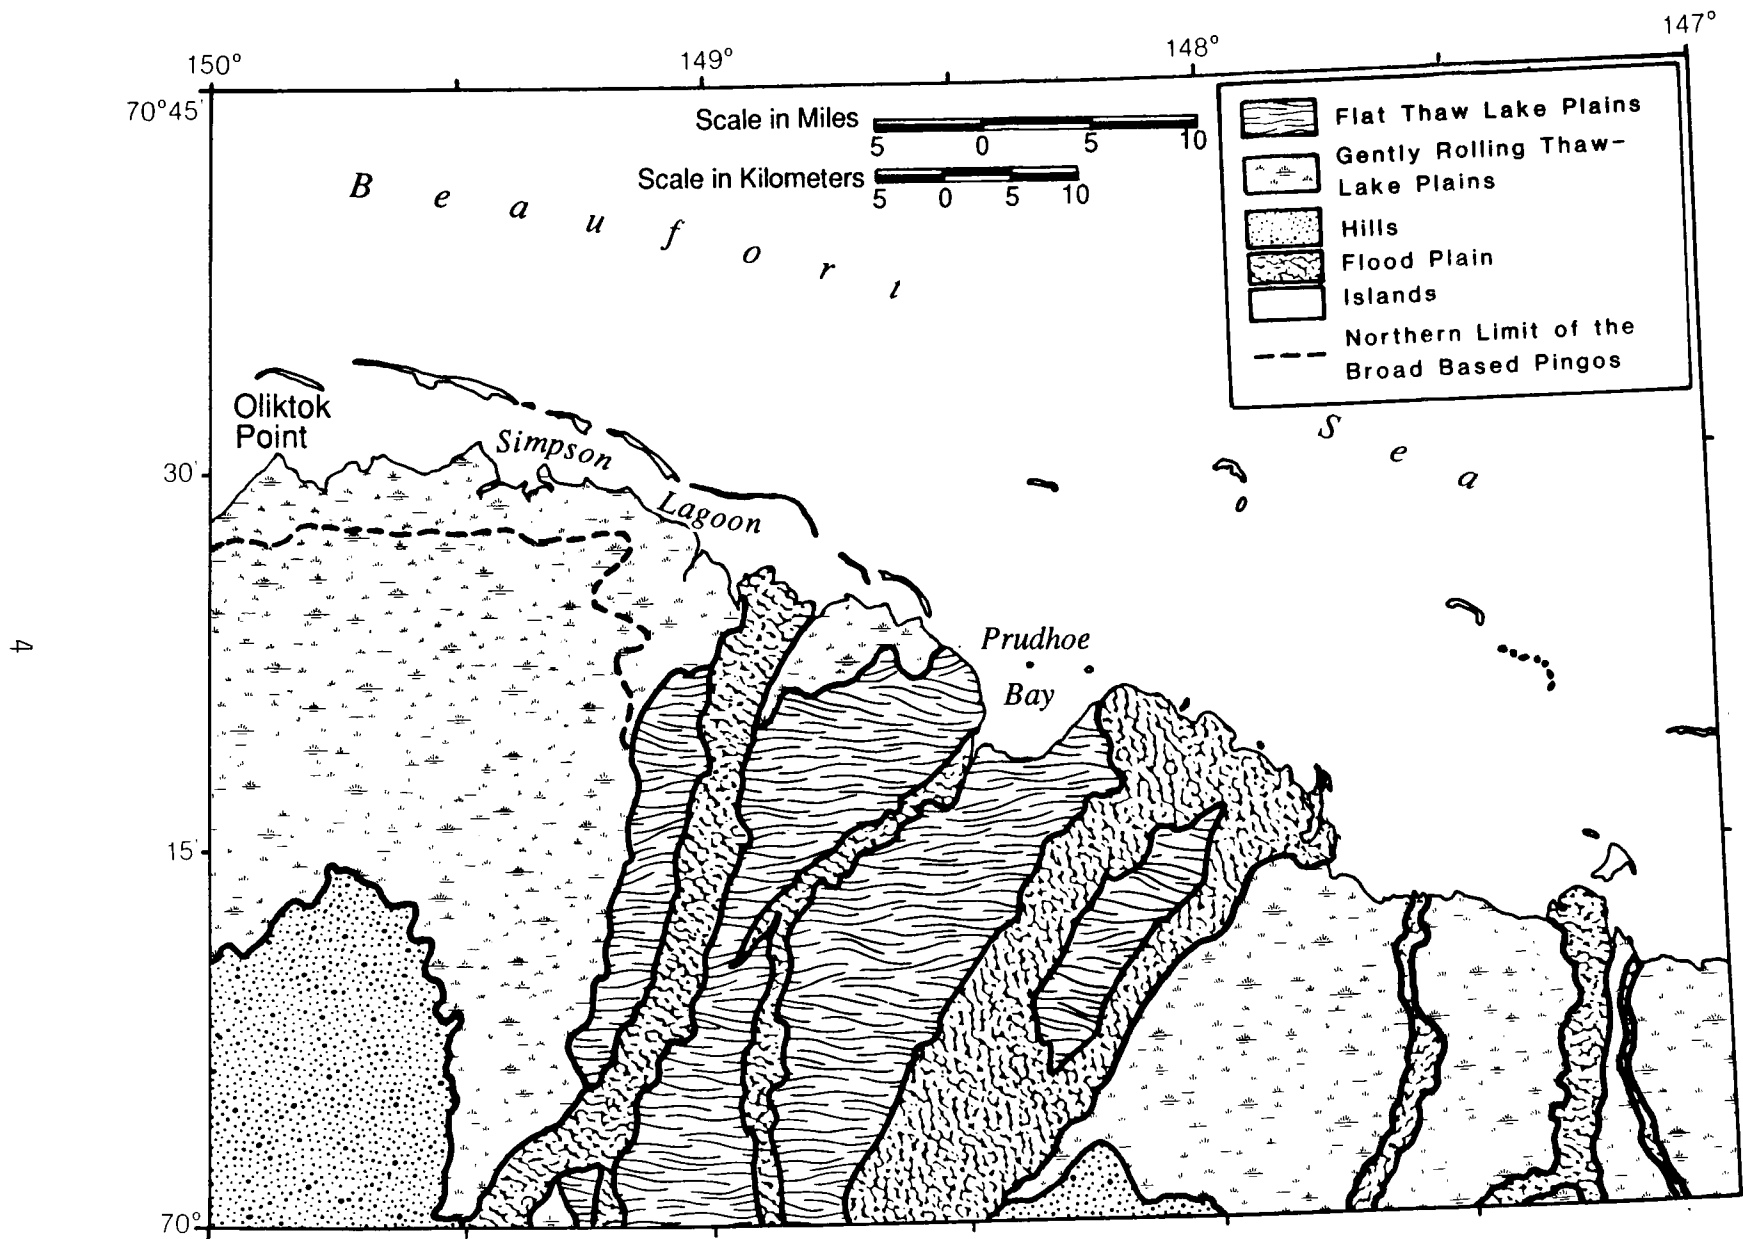 150° 149° 148° 147°
70°45'
Scale in Miles
5 0 5 10
Scale in Kilometers
5 0 5 10
Flat Thaw Lake Plains
Gently Rolling Thaw-
Lake Plains
Hills
Flood Plain
Islands
Northern Limit of the
Broad Based Pingos
Beaufort
Sea
Oliktok
Point
Simpson
Lagoon
30'
Prudhoe
Bay
4
15'
70°